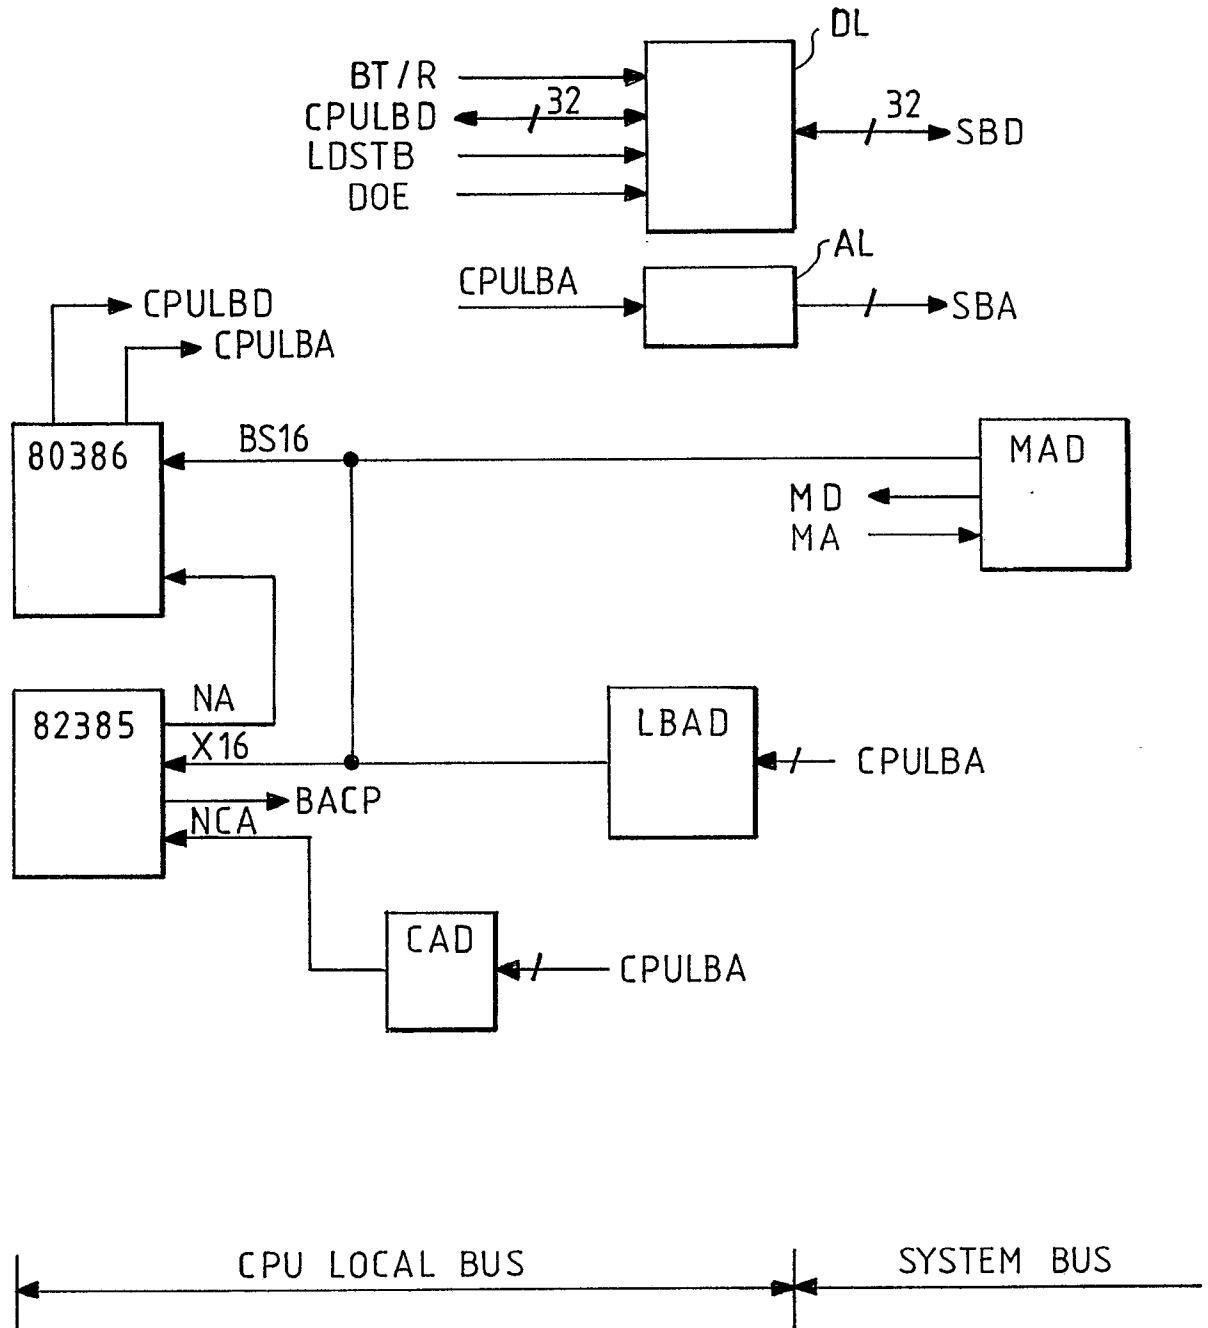 DL
BT/R
CPULBD
32
32
SBD
LDSTB
DOE
AL
CPULBA
SBA
CPULBD
CPULBA
80386
BS16
MAD
MD
MA
NA
82385
X16
LBAD
CPULBA
BACP
NCA
CAD
CPULBA
CPU LOCAL BUS
SYSTEM BUS